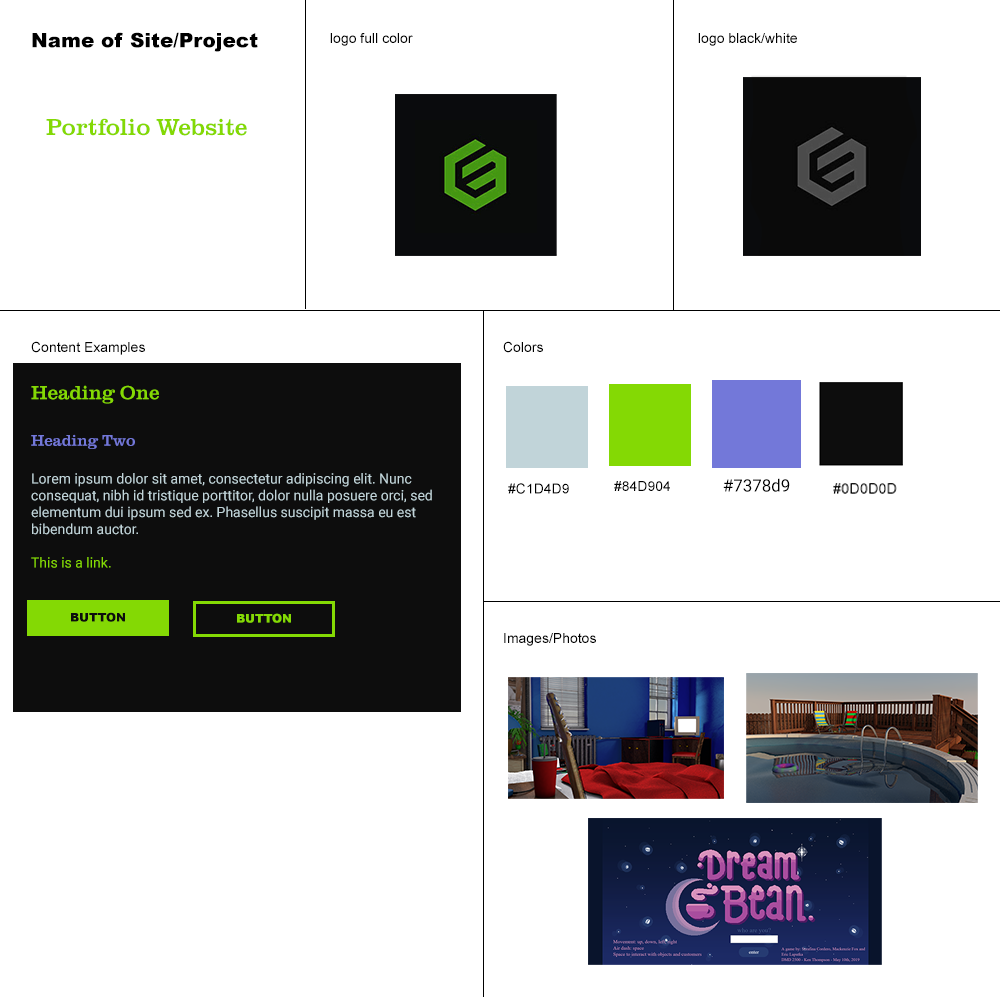 Name of Site/Project
Portfolio Website
logo full color
logo black/white
Content Examples
Heading One
Heading Two
Lorem ipsum dolor sit amet, consectetur adipiscing elit. Nunc
consequat, nibh id tristique porttitor, dolor nulla posuere orci, sed
elementum dui ipsum sed ex. Phasellus suscipit massa eu est
bibendum auctor.
This is a link.
BUTTON
BUTTON
Colors
#C1D4D9
#84D904
#7378d9
#0D0D0D
Images/Photos
Dream
Bean.
who are you?
enter
Movement: up, down, left, right
Air dash: space
Space to interact with objects and customers
A game by: Cordero, Mackenzie Fox and
DMD 2500 - Ken Thompson - May 10th, 2019